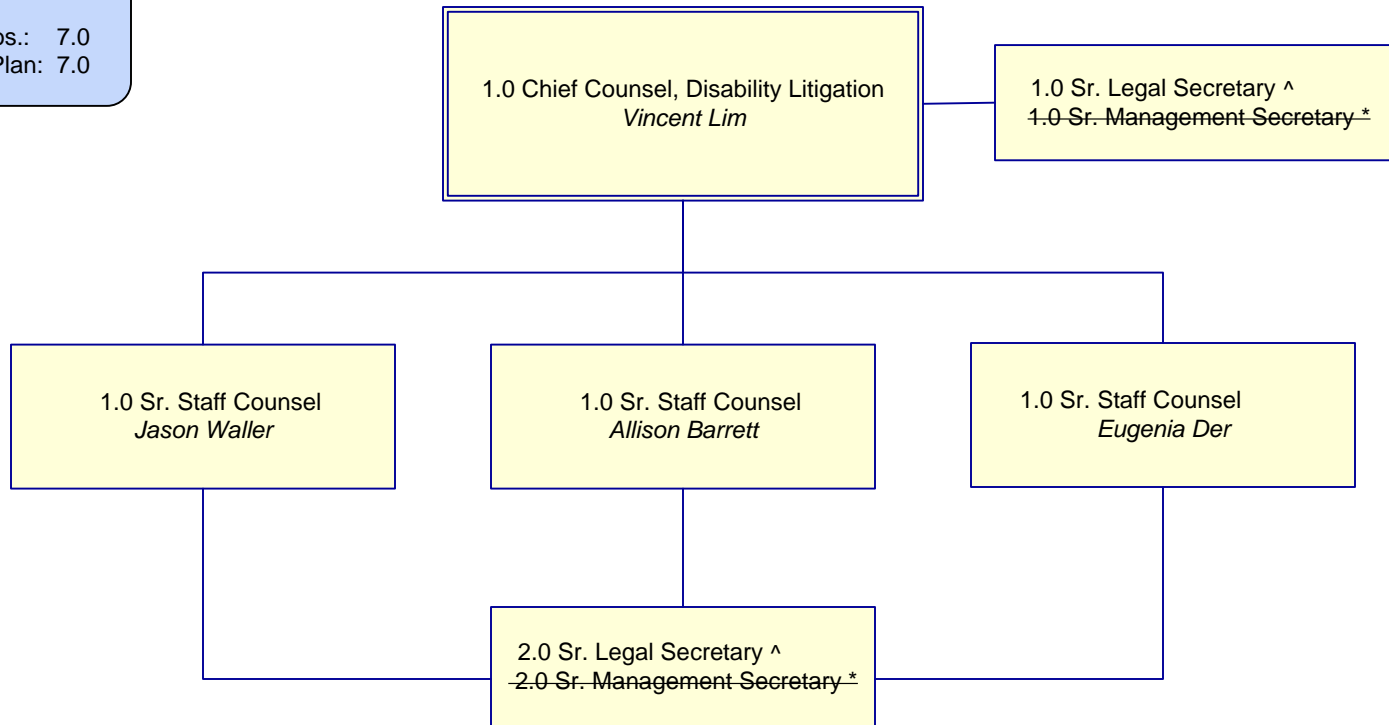 7.0
7.0
1.0 Chief Counsel, Disability Litigation
Vincent Lim
1.0 Sr. Legal Secretary ^
1.0 Sr. Management Secretary *
1.0 Sr. Staff Counsel
Jason Waller
1.0 Sr. Staff Counsel
Allison Barrett
1.0 Sr. Staff Counsel
Eugenia Der
2.0 Sr. Legal Secretary ^
2.0 Sr. Management Secretary *